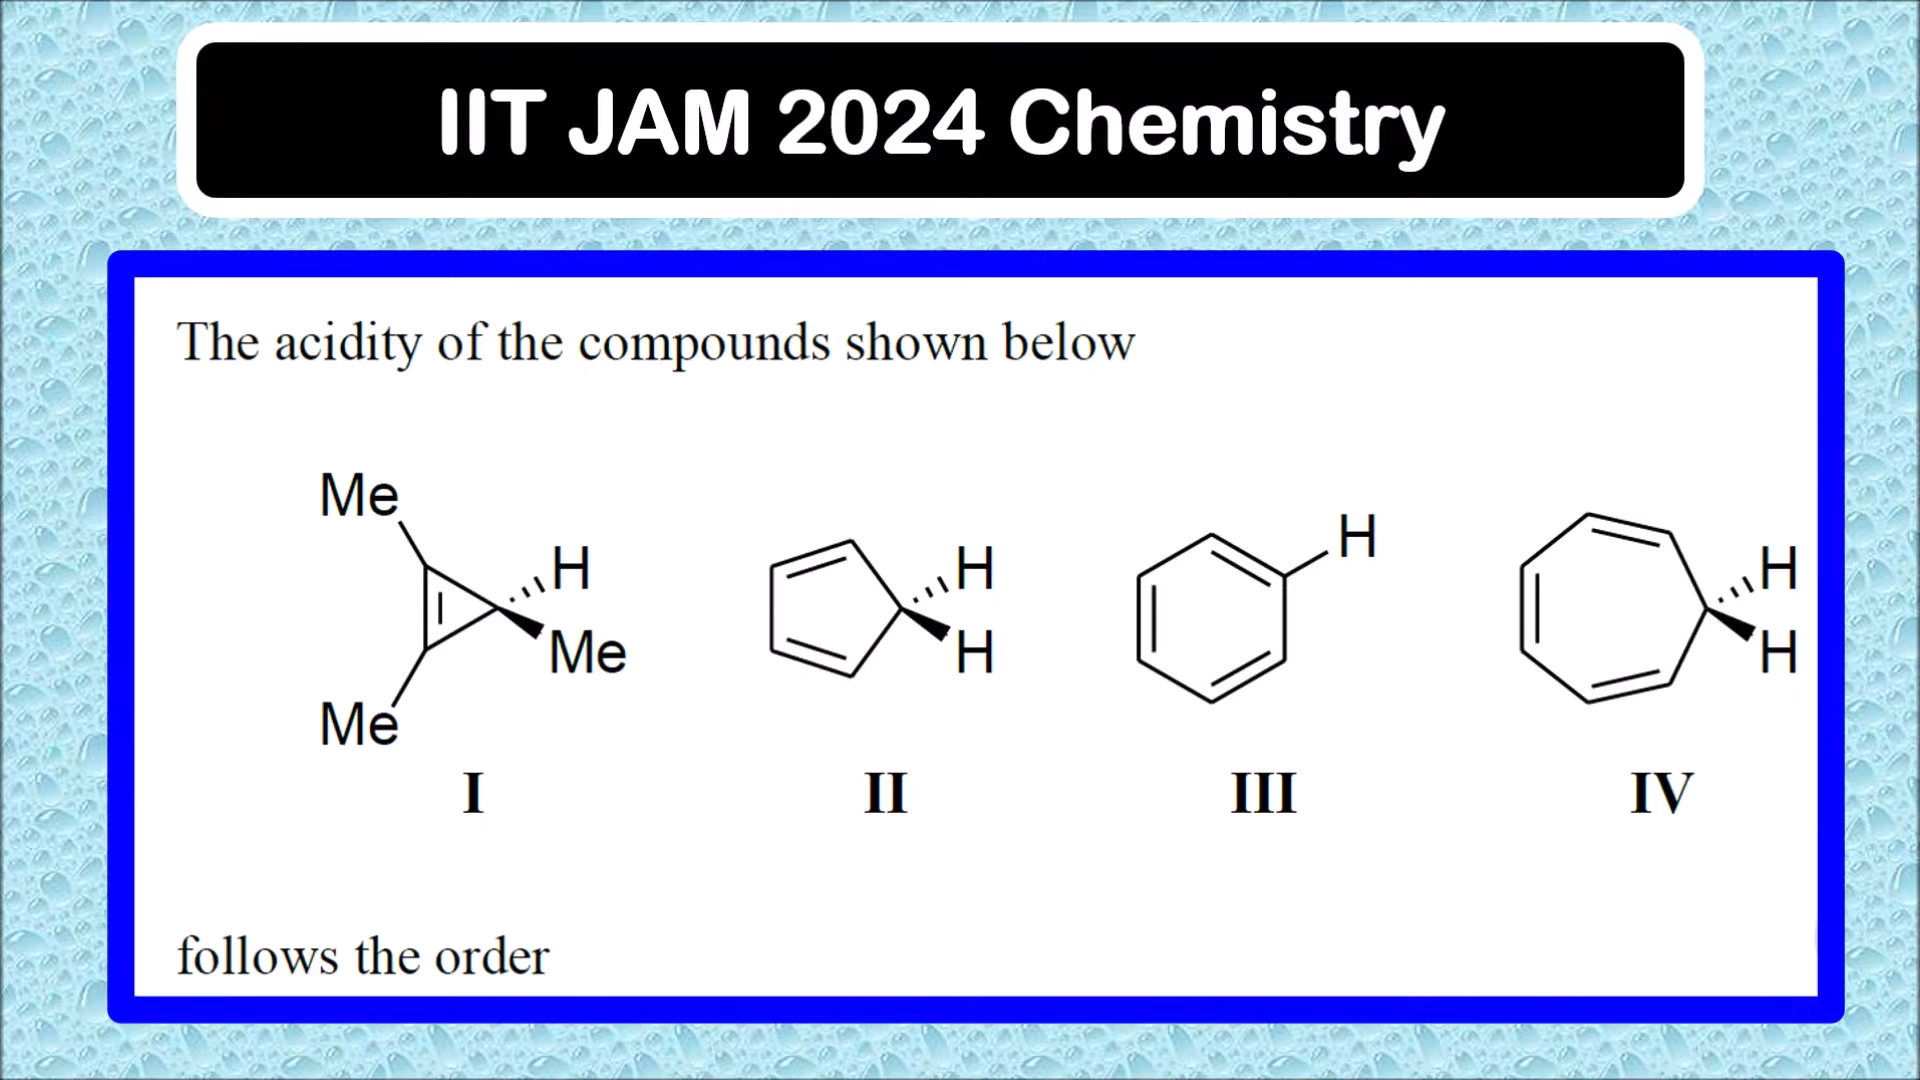 IIT JAM 2024 Chemistry
The acidity of the compounds shown below
Me
H
Me
Me
H
H
H
H
H
I II III IV
follows the order